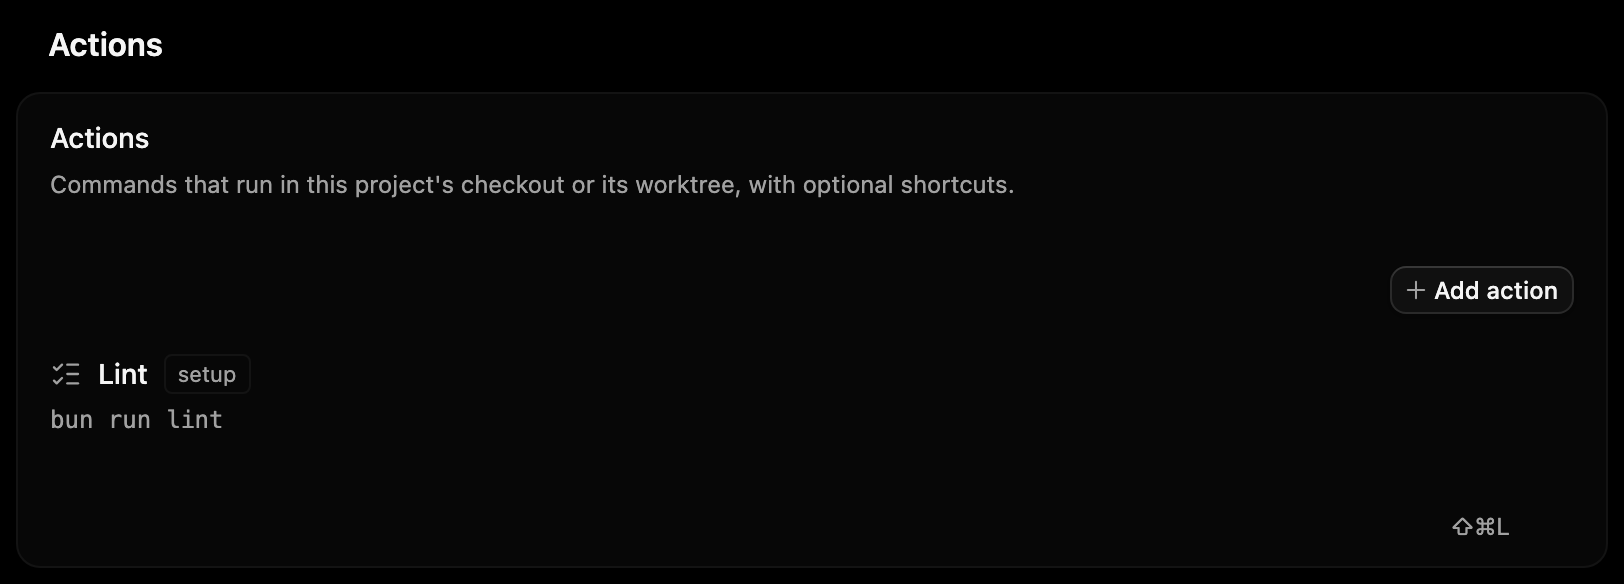 Actions
Actions
Commands that run in this project's checkout or its worktree, with optional shortcuts.
Add action
Lint setup
bun run lint
⇧⌘L